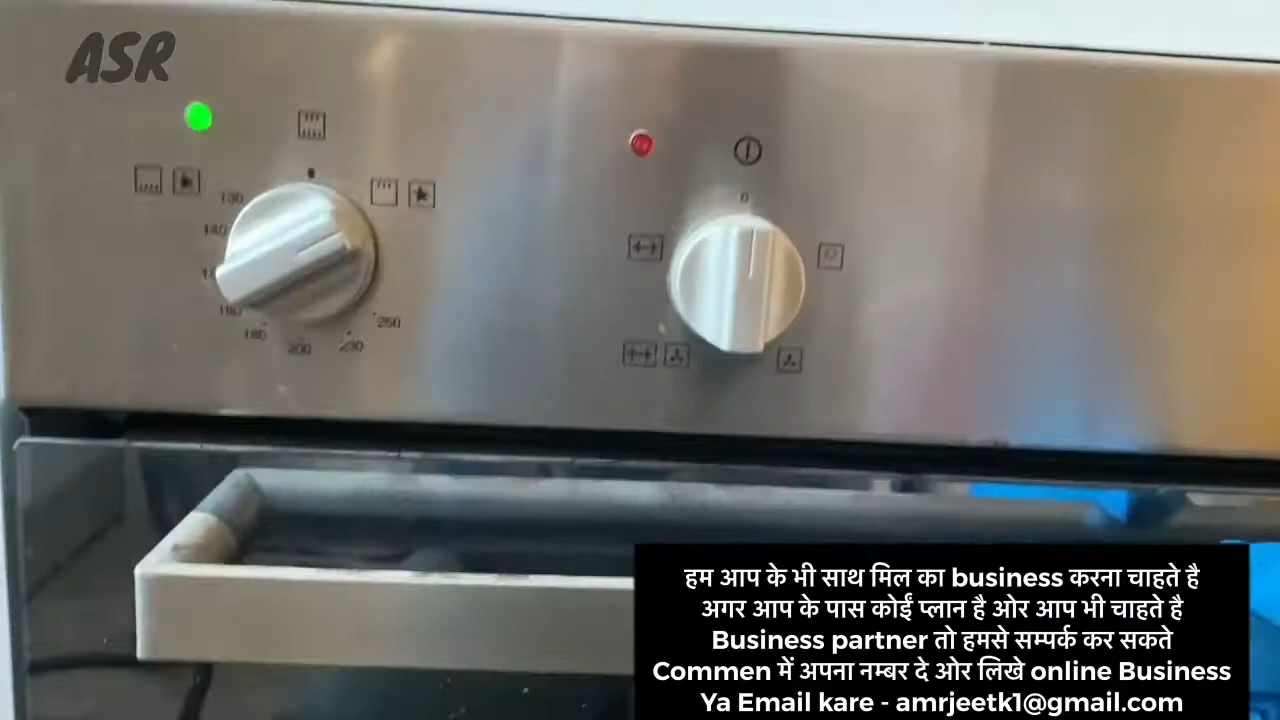 ASR
130
140
160
180
200
230
250
0
हम आप के भी साथ मिल का business करना चाहते है
अगर आप के पास कोईं प्लान है ओर आप भी चाहते है
Business partner तो हमसे सम्पर्क कर सकते
Commen में अपना नम्बर दे ओर लिखे online Business
Ya Email kare - amrjeetk1@gmail.com